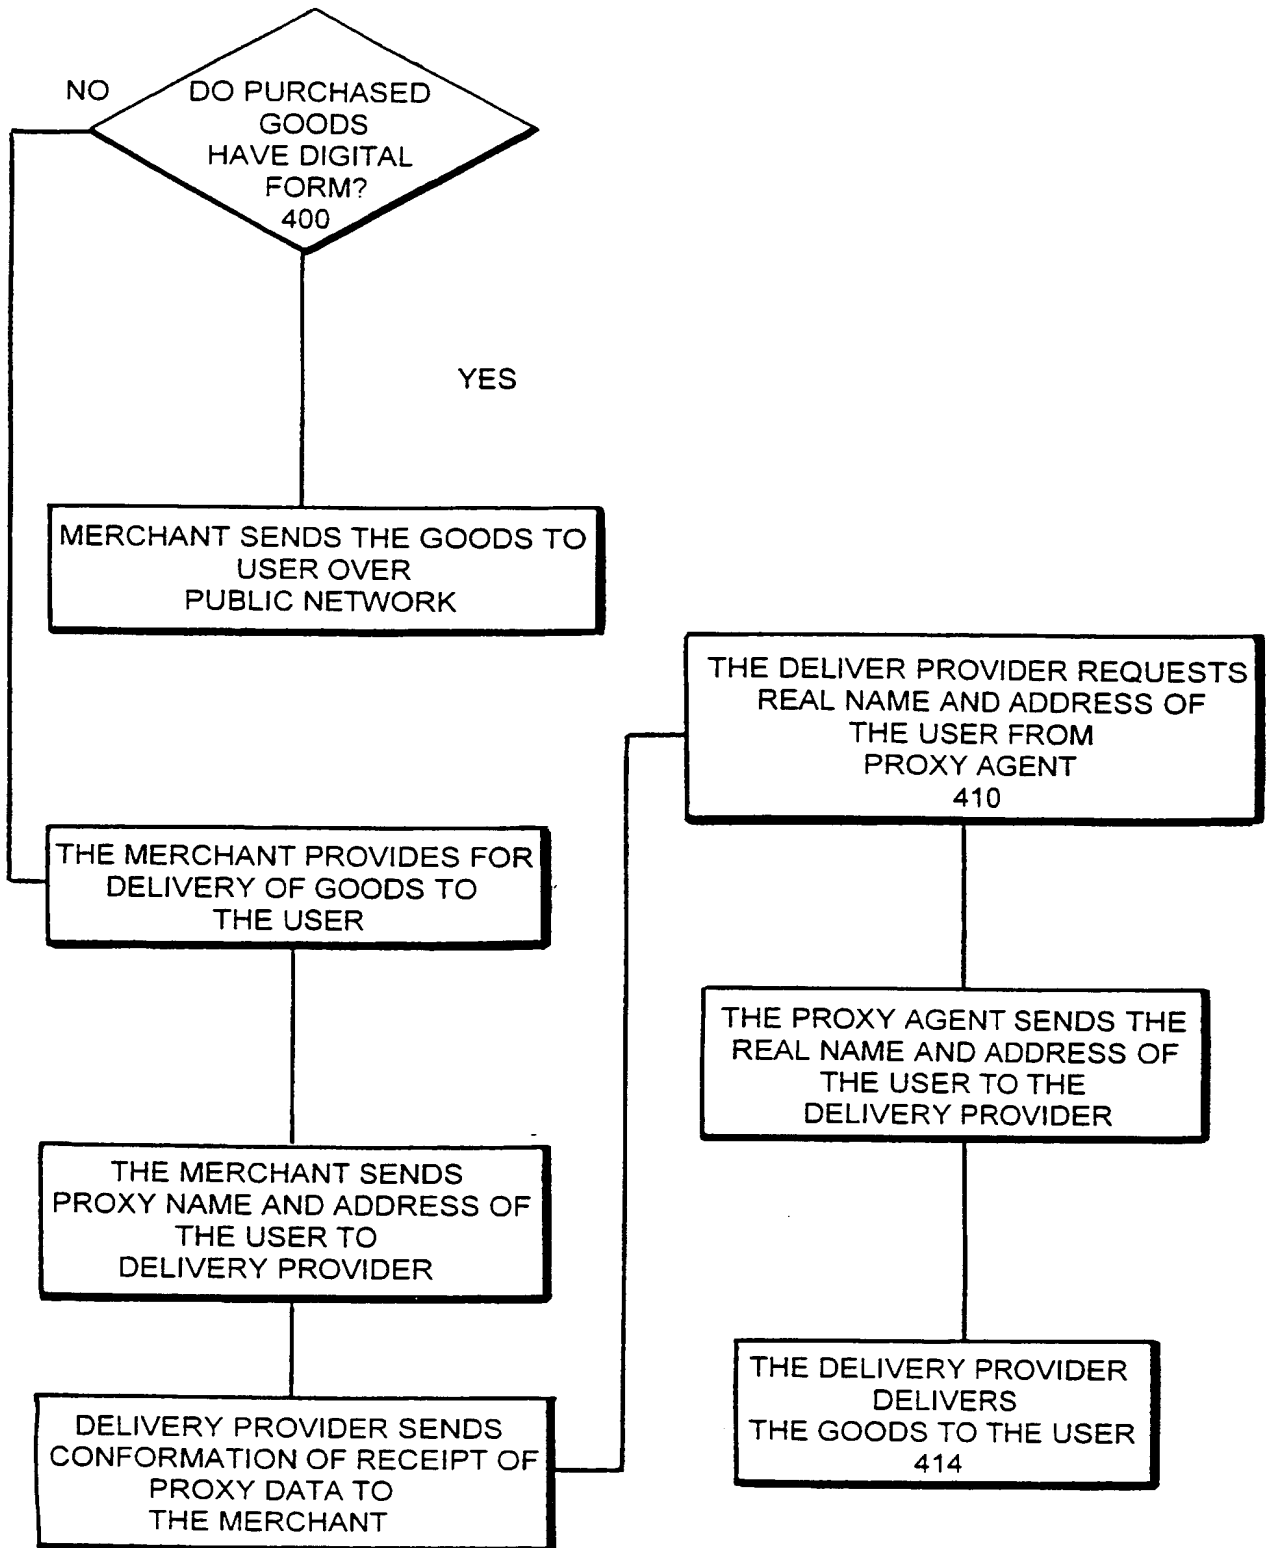 NO
DO PURCHASED
GOODS
HAVE DIGITAL
FORM?
400
YES
MERCHANT SENDS THE GOODS TO
USER OVER
PUBLIC NETWORK
THE MERCHANT PROVIDES FOR
DELIVERY OF GOODS TO
THE USER
THE MERCHANT SENDS
PROXY NAME AND ADDRESS OF
THE USER TO
DELIVERY PROVIDER
DELIVERY PROVIDER SENDS
CONFORMATION OF RECEIPT OF
PROXY DATA TO
THE MERCHANT
THE DELIVER PROVIDER REQUESTS
REAL NAME AND ADDRESS OF
THE USER FROM
PROXY AGENT
410
THE PROXY AGENT SENDS THE
REAL NAME AND ADDRESS OF
THE USER TO THE
DELIVERY PROVIDER
THE DELIVERY PROVIDER
DELIVERS
THE GOODS TO THE USER
414